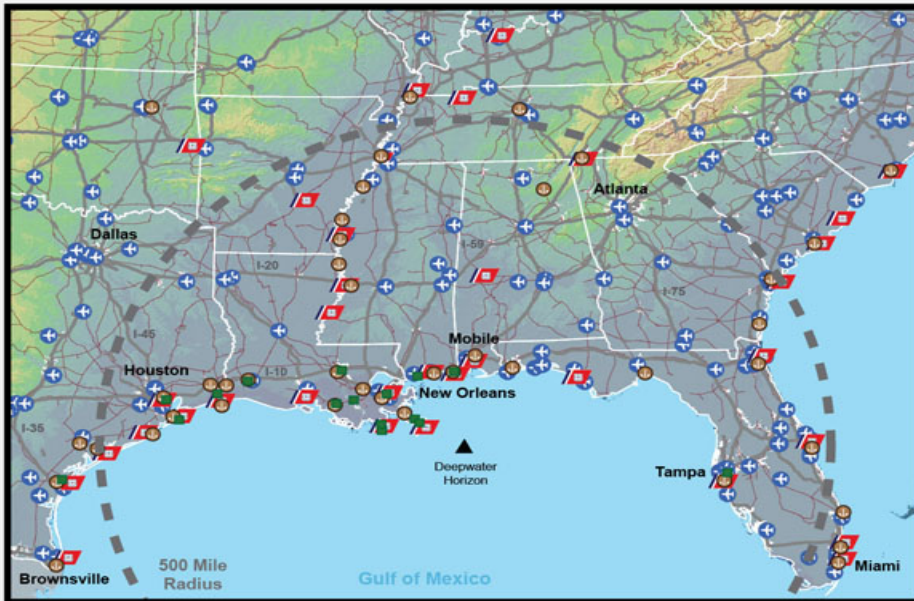 Atlanta
Dallas
I-59
I-20
I-75
I-45
Mobile
Houston
I-10
New Orleans
I-35
Deepwater
Horizon
Tampa
500 Mile
Radius
Gulf of Mexico
Brownsville
Miami